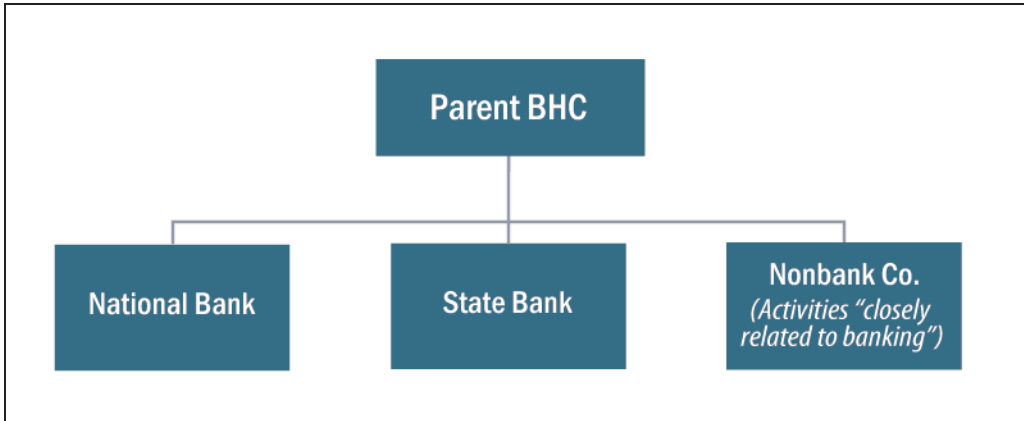 Parent BHC
National Bank
State Bank
Nonbank Co.
(Activities “closely
related to banking”)